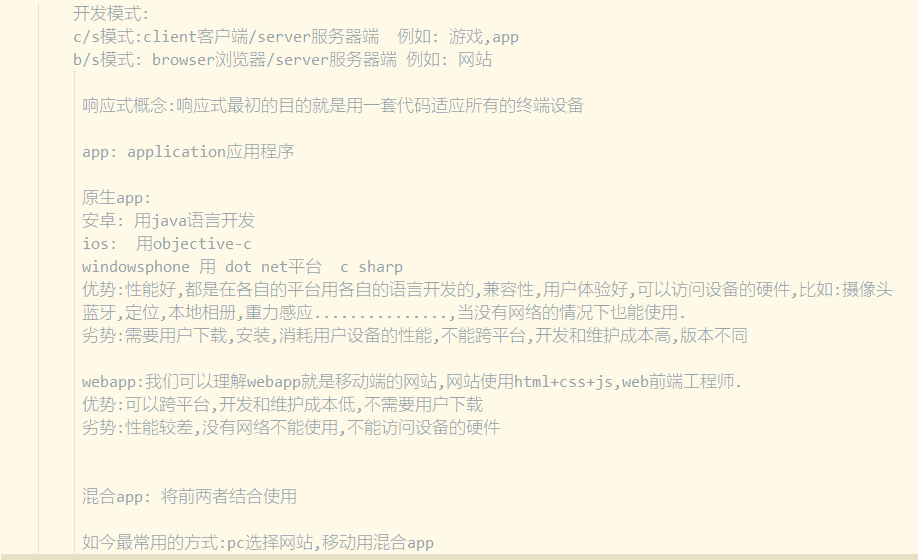 开发模式:
c/s模式:client客户端/server服务器端  例如: 游戏,app
b/s模式: browser浏览器/server服务器端 例如: 网站
响应式概念:响应式最初的目的就是用一套代码适应所有的终端设备
app: application应用程序
原生app:
安卓: 用java语言开发
ios:  用objective-c
windowsphone 用 dot net平台  c sharp
优势:性能好,都是在各自的平台用各自的语言开发的,兼容性,用户体验好,可以访问设备的硬件,比如:摄像头
蓝牙,定位,本地相册,重力感应...............,当没有网络的情况下也能使用.
劣势:需要用户下载,安装,消耗用户设备的性能,不能跨平台,开发和维护成本高,版本不同
webapp:我们可以理解webapp就是移动端的网站,网站使用html+css+js,web前端工程师.
优势:可以跨平台,开发和维护成本低,不需要用户下载
劣势:性能较差,没有网络不能使用,不能访问设备的硬件
混合app: 将前两者结合使用
如今最常用的方式:pc选择网站,移动用混合app